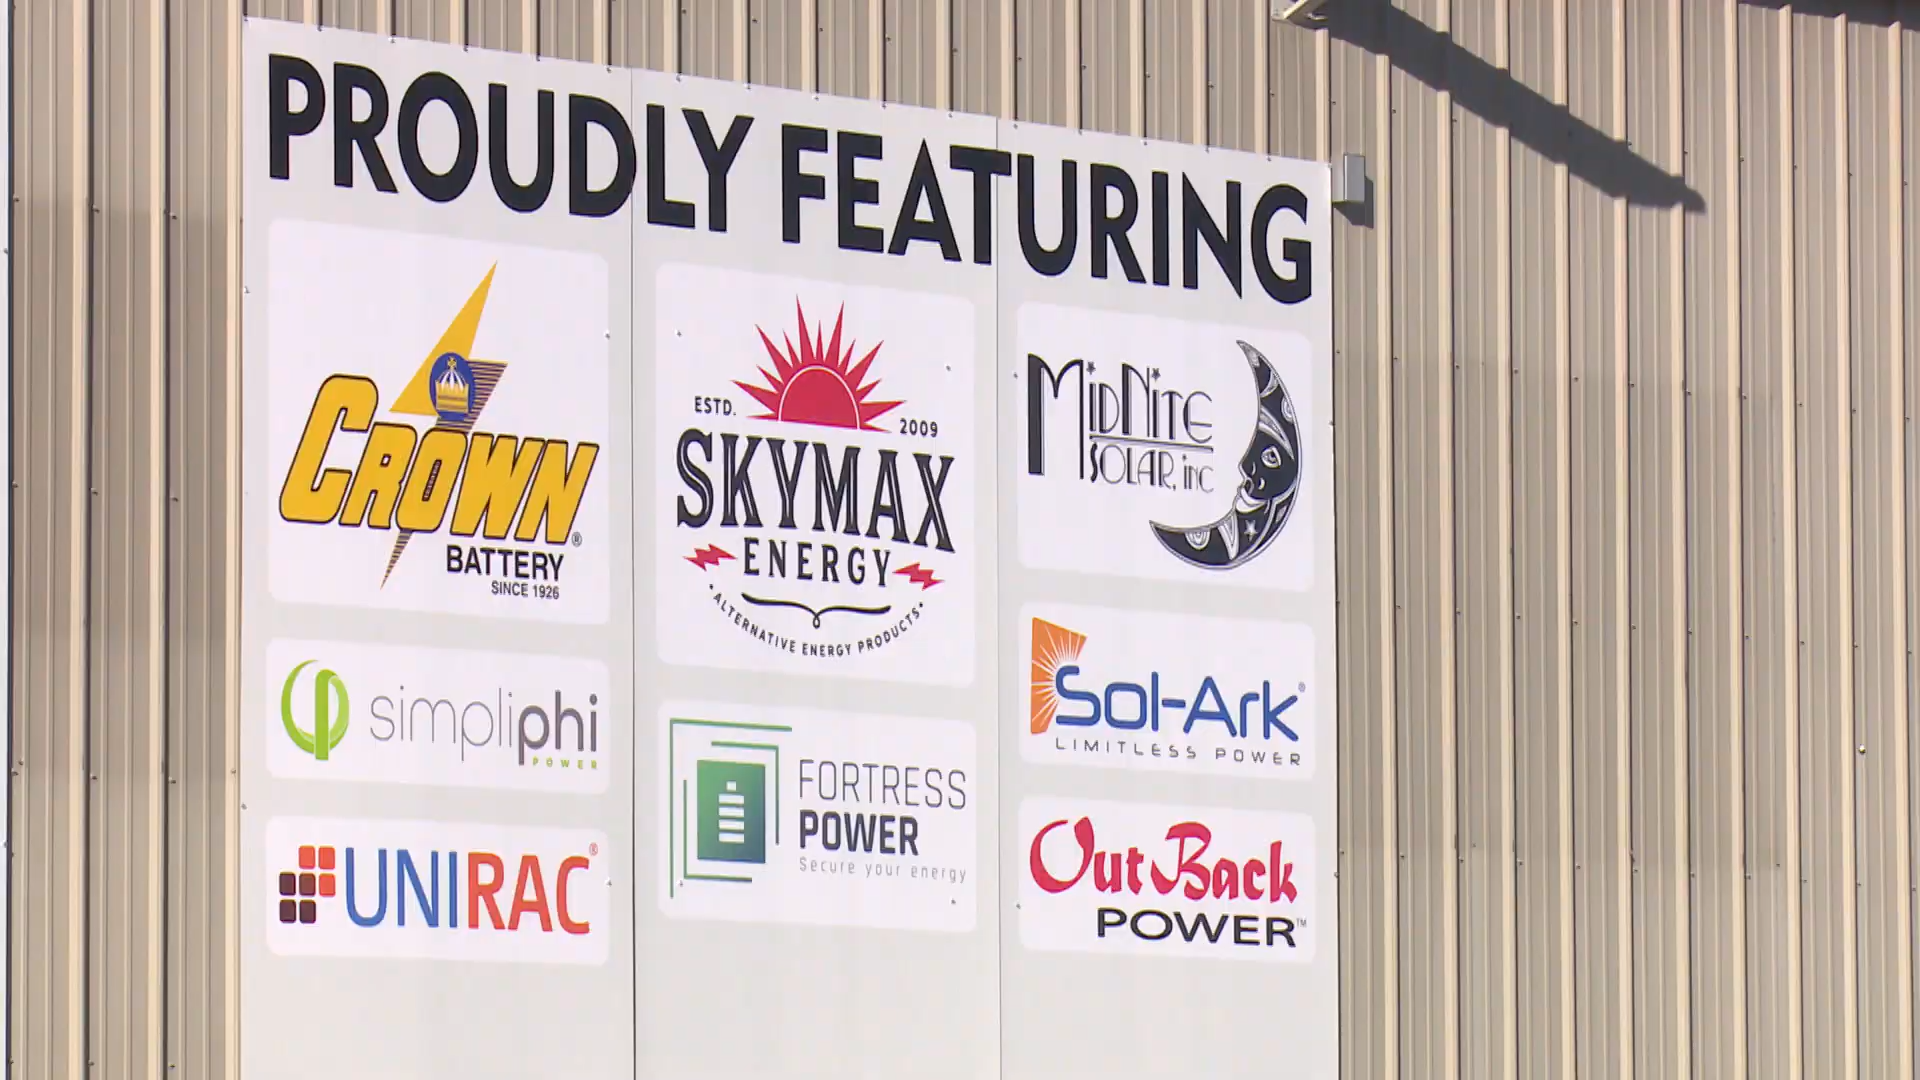 PROUDLY FEATURING
CROWN®
BATTERY
SINCE 1926
simpliphi
POWER
UNIRAC®
ESTD. 2009
SKYMAX
ENERGY
• ALTERNATIVE ENERGY PRODUCTS •
FORTRESS
POWER
Secure your energy
MIDNITE
SOLAR, inc
Sol-Ark®
LIMITLESS POWER
OutBack
POWER™